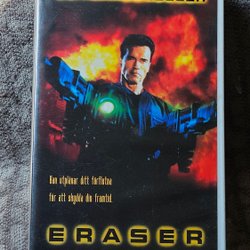 Han utplånar ditt förflutna
för att skydda din framtid.
ERASER